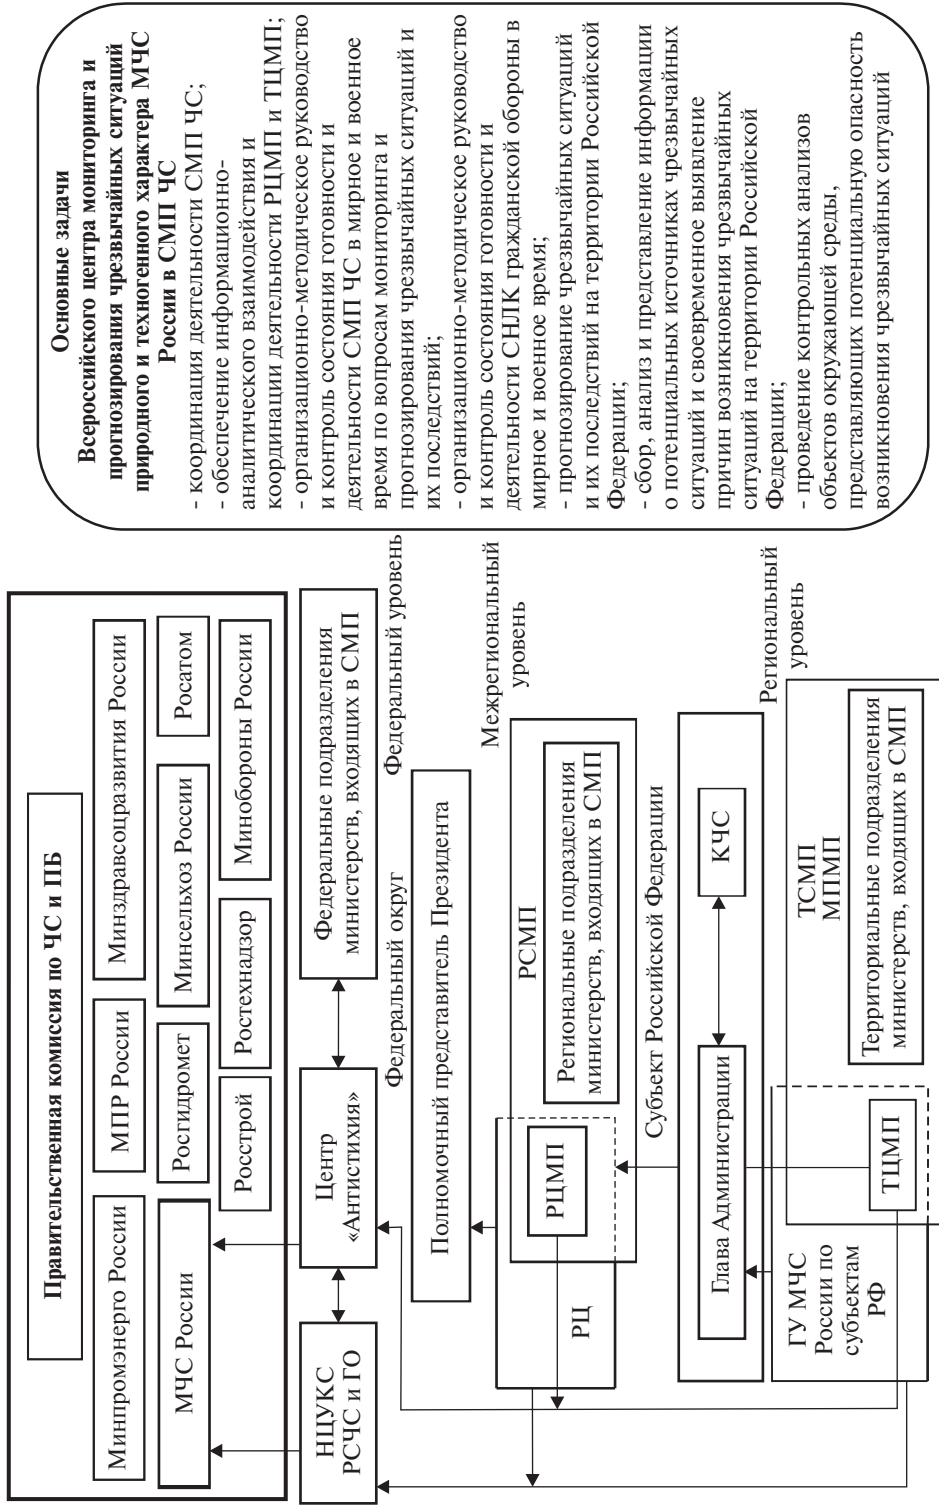 Правительственная комиссия по ЧС и ПБ
Минпромэнерго России
МПР России
Минздравсоцразвития России
МЧС России
Росгидромет
Минсельхоз России
Росатом
Росстрой
Ростехнадзор
Минобороны России
НЦУКС
РСЧС и ГО
Центр
«Антистихия»
Федеральные подразделения
министерств, входящих в СМП
Федеральный округ
Федеральный уровень
Полномочный представитель Президента
Межрегиональный
уровень
РЦ
РЦМП
РСМП
Региональные подразделения
министерств, входящих в СМП
Субъект Российской Федерации
Глава Администрации
КЧС
Региональный
уровень
ГУ МЧС
России по
субъектам
РФ
ТЦМП
ТСМП
МПМП
Территориальные подразделения
министерств, входящих в СМП
Основные задачи
Всероссийского центра мониторинга и
прогнозирования чрезвычайных ситуаций
природного и техногенного характера МЧС
России в СМП ЧС
- координация деятельности СМП ЧС;
- обеспечение информационно-
аналитического взаимодействия и
координации деятельности РЦМП и ТЦМП;
- организационно-методическое руководство
и контроль состояния готовности и
деятельности СМП ЧС в мирное и военное
время по вопросам мониторинга и
прогнозирования чрезвычайных ситуаций и
их последствий;
- организационно-методическое руководство
и контроль состояния готовности и
деятельности СНЛК гражданской обороны в
мирное и военное время;
- прогнозирование чрезвычайных ситуаций
и их последствий на территории Российской
Федерации;
- сбор, анализ и представление информации
о потенциальных источниках чрезвычайных
ситуаций и своевременное выявление
причин возникновения чрезвычайных
ситуаций на территории Российской
Федерации;
- проведение контрольных анализов
объектов окружающей среды,
представляющих потенциальную опасность
возникновения чрезвычайных ситуаций